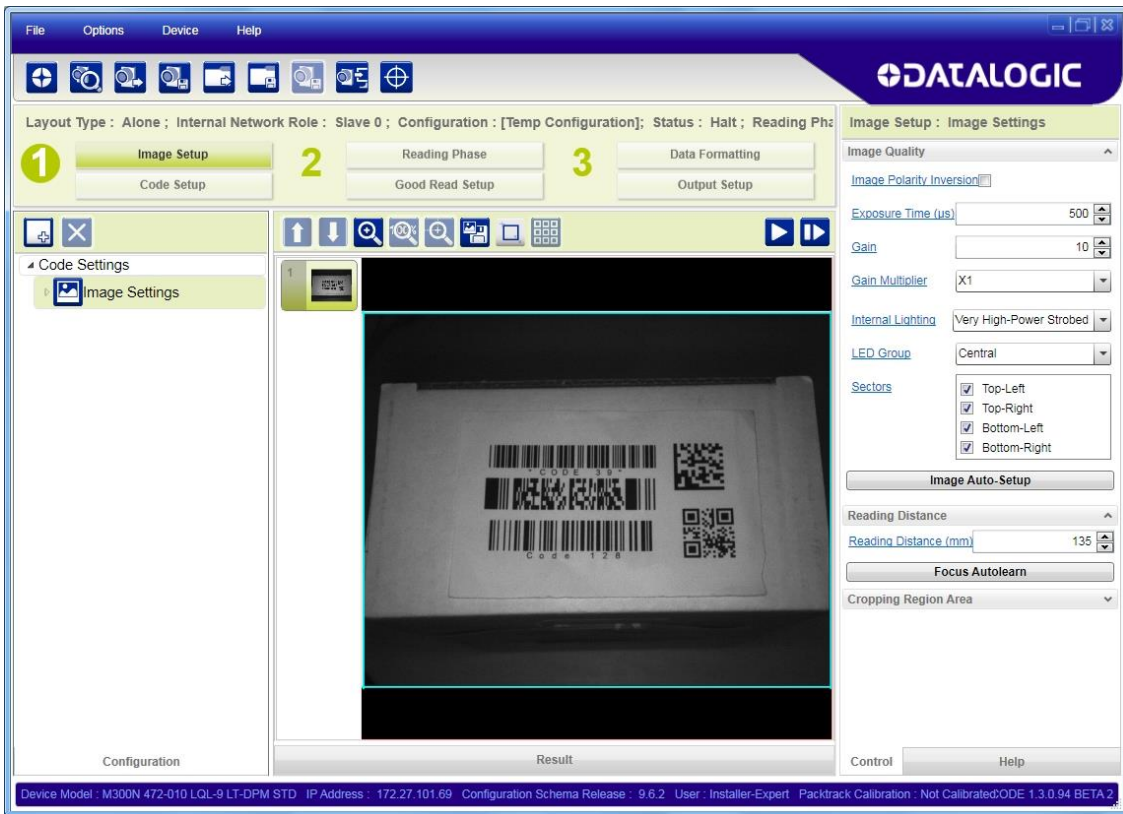 File Options Device Help
DATALOGIC
Layout Type : Alone ; Internal Network Role : Slave 0 ; Configuration : [Temp Configuration]; Status : Halt ; Reading Pha
1 Image Setup 2 Reading Phase 3 Data Formatting
Code Setup Good Read Setup Output Setup
Image Setup : Image Settings
Image Quality
Image Polarity Inversion
Exposure Time (µs) 500
Gain 10
Gain Multiplier X1
Internal Lighting Very High-Power Strobed
LED Group Central
Sectors Top-Left
Top-Right
Bottom-Left
Bottom-Right
Image Auto-Setup
Reading Distance
Reading Distance (mm) 135
Focus Autolearn
Cropping Region Area
Code Settings
Image Settings
100%
1
*CODE 39*
Code 128
Configuration Result Control Help
Device Model : M300N 472-010 LQL-9 LT-DPM STD IP Address : 172.27.101.69 Configuration Schema Release : 9.6.2 User : Installer-Expert Packtrack Calibration : Not Calibrated ODE 1.3.0.94 BETA 2